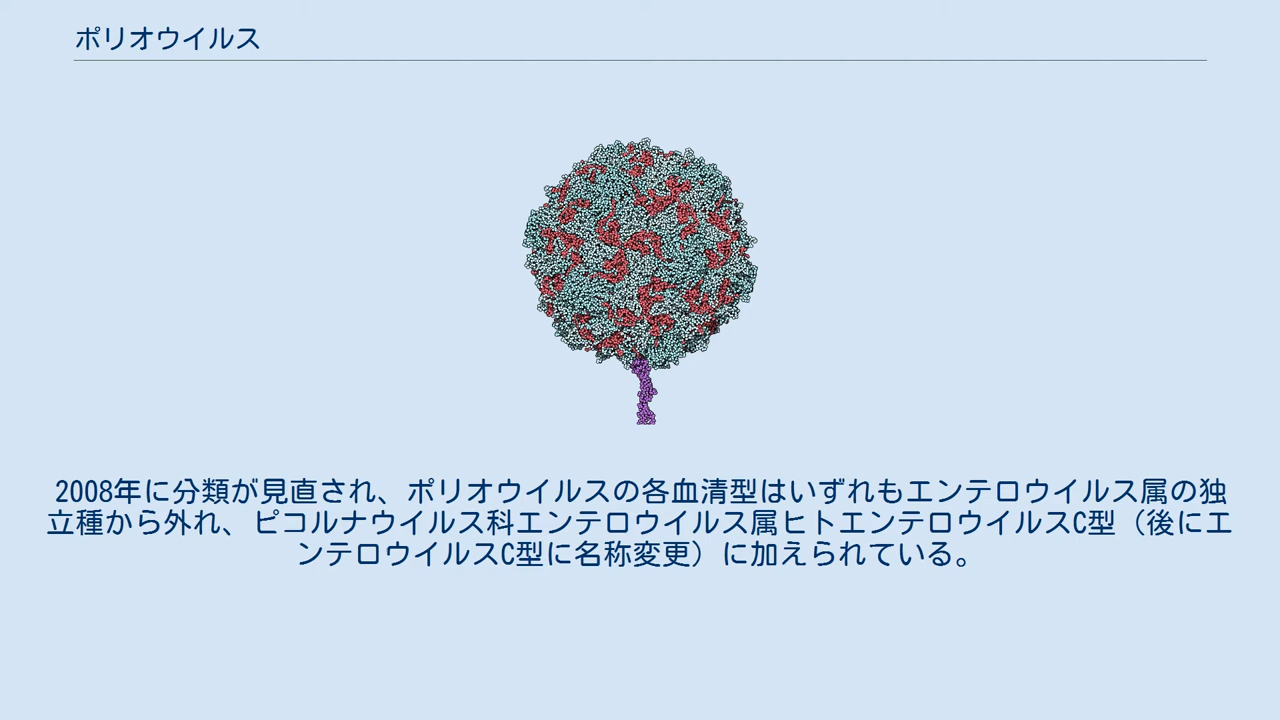 ポリオウイルス
2008年に分類が見直され、ポリオウイルスの各血清型はいずれもエンテロウイルス属の独
立種から外れ、ピコルナウイルス科エンテロウイルス属ヒトエンテロウイルスC型（後にエ
ンテロウイルスC型に名称変更）に加えられている。